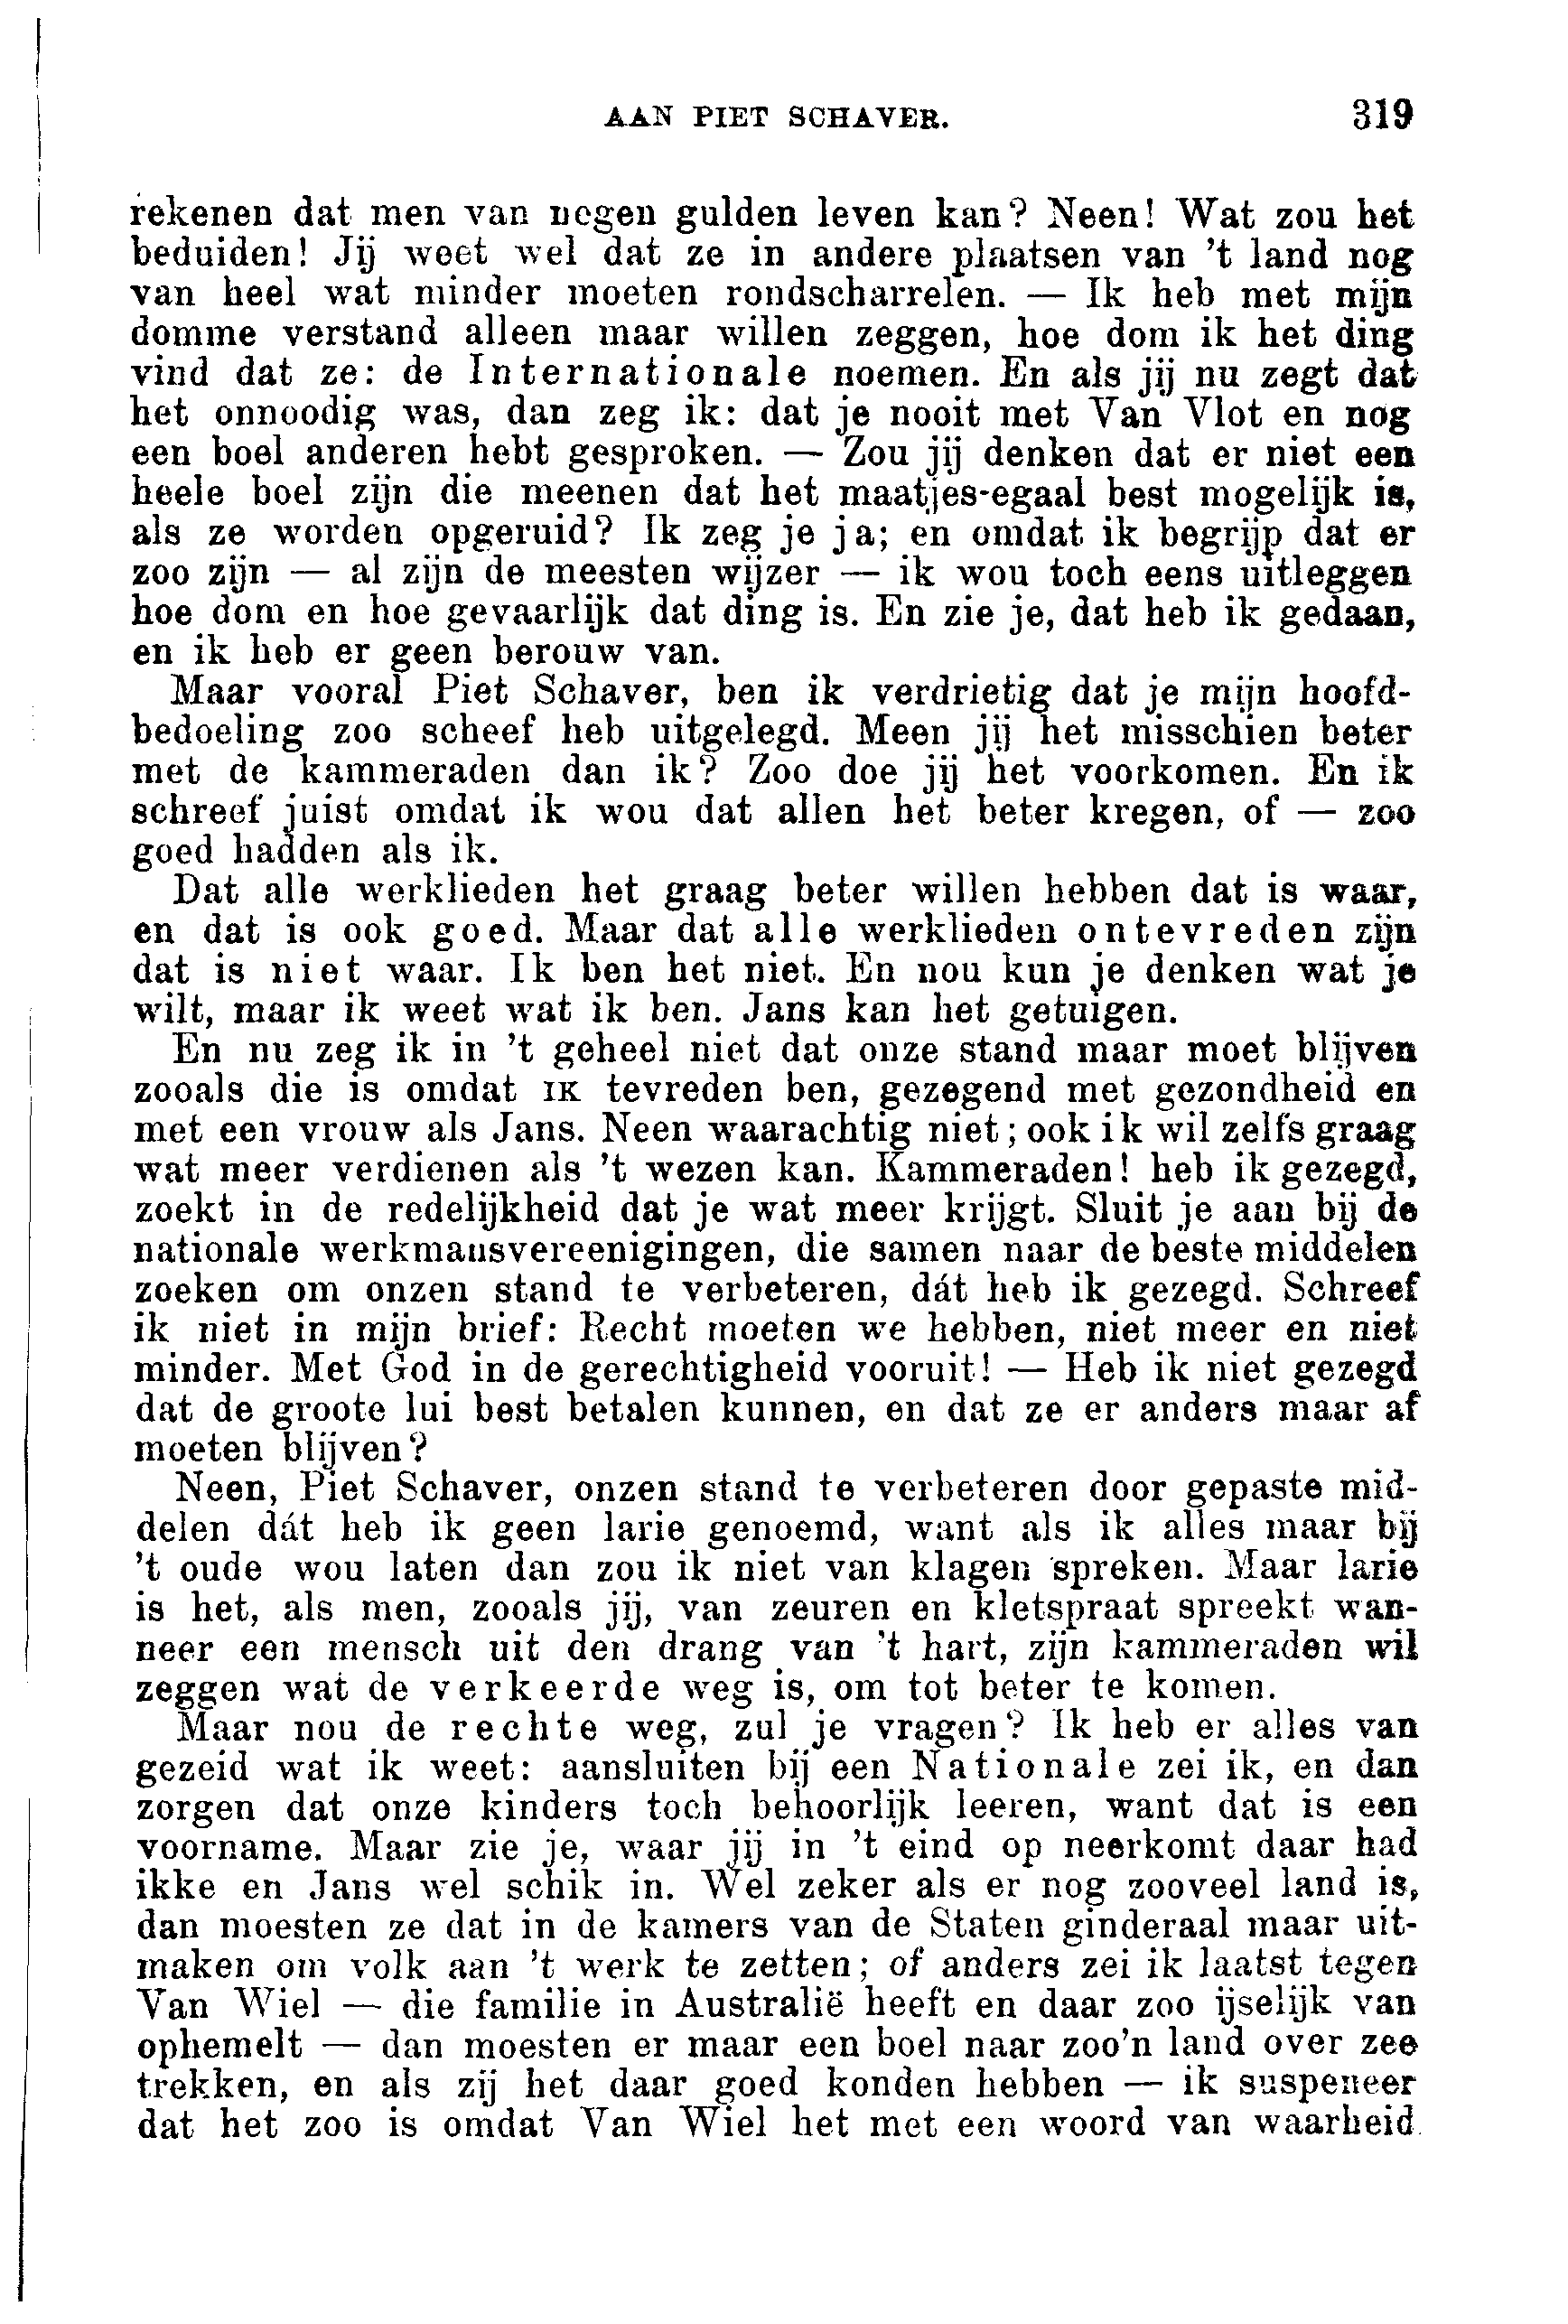 AAN PIET SCHAVER. 319
rekenen dat men van negen gulden leven kan? Neen! Wat zou het
beduiden! Jij weet wel dat ze in andere plaatsen van 't land nog
van heel wat minder moeten rondscharrelen. — Ik heb met mijn
domme verstand alleen maar willen zeggen, hoe dom ik het ding
vind dat ze: de Internationale noemen. En als jij nu zegt dat
het onnoodig was, dan zeg ik: dat je nooit met Van Vlot en nog
een boel anderen hebt gesproken. — Zou jij denken dat er niet een
heele boel zijn die meenen dat het maatjes-egaal best mogelijk is,
als ze worden opgeruid? Ik zeg je ja; en omdat ik begrijp dat er
zoo zijn — al zijn de meesten wijzer — ik wou toch eens uitleggen
hoe dom en hoe gevaarlijk dat ding is. En zie je, dat heb ik gedaan,
en ik heb er geen berouw van.
Maar vooral Piet Schaver, ben ik verdrietig dat je mijn hoofd-
bedoeling zoo scheef heb uitgelegd. Meen jij het misschien beter
met de kammeraden dan ik? Zoo doe jij het voorkomen. En ik
schreef juist omdat ik wou dat allen het beter kregen, of — zoo
goed hadden als ik.
Dat alle werklieden het graag beter willen hebben dat is waar,
en dat is ook goed. Maar dat alle werklieden ontevreden zijn
dat is niet waar. Ik ben het niet. En nou kun je denken wat je
wilt, maar ik weet wat ik ben. Jans kan het getuigen.
En nu zeg ik in 't geheel niet dat onze stand maar moet blijven
zooals die is omdat IK tevreden ben, gezegend met gezondheid en
met een vrouw als Jans. Neen waarachtig niet; ook ik wil zelfs graag
wat meer verdienen als 't wezen kan. Kammeraden! heb ik gezegd,
zoekt in de redelijkheid dat je wat meer krijgt. Sluit je aan bij de
nationale werkmansvereenigingen, die samen naar de beste middelen
zoeken om onzen stand te verbeteren, dát heb ik gezegd. Schreef
ik niet in mijn brief: Recht moeten we hebben, niet meer en niet
minder. Met God in de gerechtigheid vooruit! — Heb ik niet gezegd
dat de groote lui best betalen kunnen, en dat ze er anders maar af
moeten blijven?
Neen, Piet Schaver, onzen stand te verbeteren door gepaste mid-
delen dát heb ik geen larie genoemd, want als ik alles maar bij
't oude wou laten dan zou ik niet van klagen spreken. Maar larie
is het, als men, zooals jij, van zeuren en kletspraat spreekt wan-
neer een mensch uit den drang van 't hart, zijn kammeraden wil
zeggen wat de verkeerde weg is, om tot beter te komen.
Maar nou de rechte weg, zul je vragen? Ik heb er alles van
gezeid wat ik weet: aansluiten bij een Nationale zei ik, en dan
zorgen dat onze kinders toch behoorlijk leeren, want dat is een
voorname. Maar zie je, waar jij in 't eind op neerkomt daar had
ikke en Jans wel schik in. Wel zeker als er nog zooveel land is,
dan moesten ze dat in de kamers van de Staten ginderaal maar uit-
maken om volk aan 't werk te zetten; of anders zei ik laatst tegen
Van Wiel — die familie in Australië heeft en daar zoo ijselijk van
ophemelt — dan moesten er maar een boel naar zoo'n land over zee
trekken, en als zij het daar goed konden hebben — ik suspeneer
dat het zoo is omdat Van Wiel het met een woord van waarheid